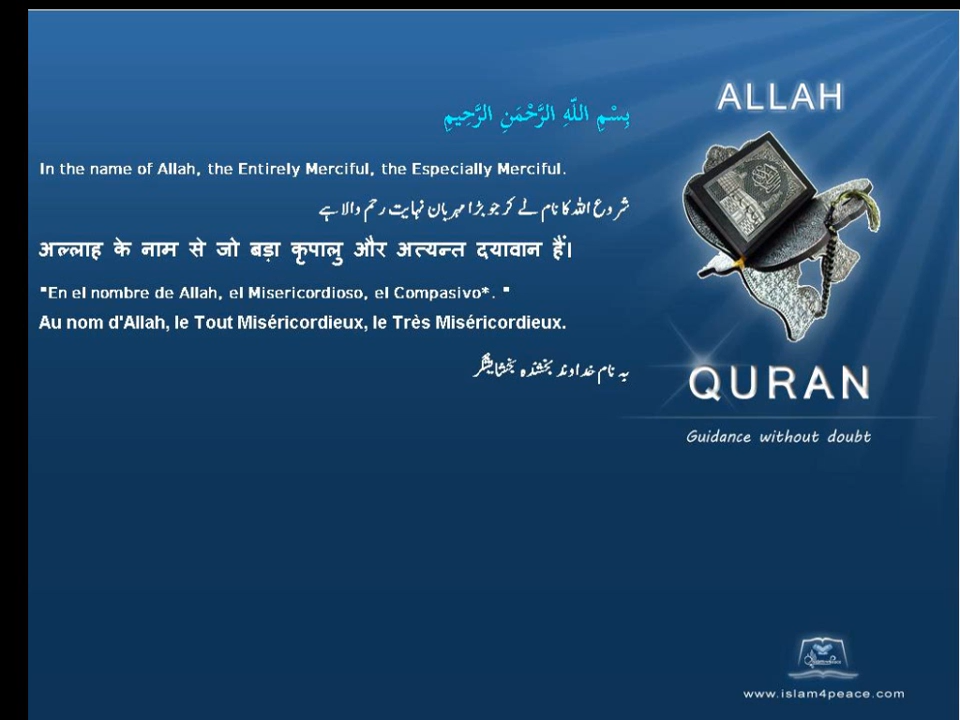 بِسْمِ اللَّهِ الرَّحْمَنِ الرَّحِيمِ
In the name of Allah, the Entirely Merciful, the Especially Merciful.
شروع الله کا نام لے کر جو بڑا مہربان نہایت رحم والا ہے
अल्लाह के नाम से जो बड़ा कृपालु और अत्यन्त दयावान हैं।
"En el nombre de Allah, el Misericordioso, el Compasivo*. "
Au nom d'Allah, le Tout Miséricordieux, le Très Miséricordieux.
به نام خداوند بخشنده بخشایشگر
ALLAH
QURAN
Guidance without doubt
www.islam4peace.com